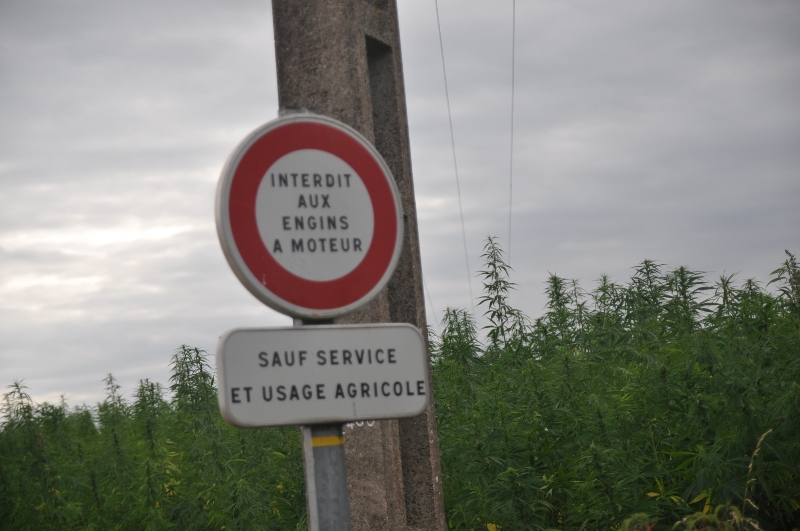 INTERDIT
AUX
ENGINS
A MOTEUR
SAUF SERVICE
ET USAGE AGRICOLE